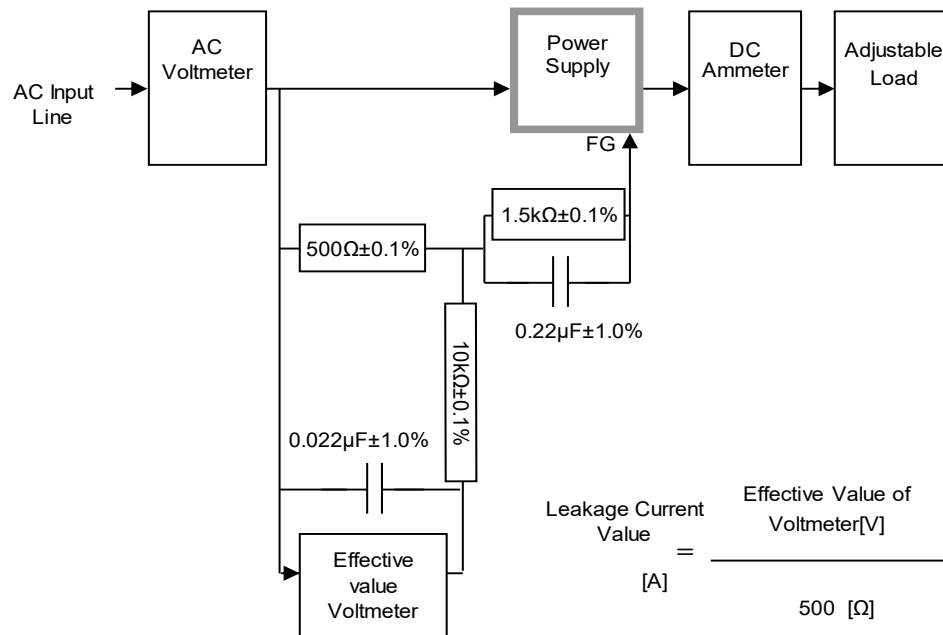 AC
Voltmeter
Power
Supply
DC
Ammeter
Adjustable
Load
AC Input
Line
FG
1.5kΩ±0.1%
500Ω±0.1%
0.22µF±1.0%
10kΩ±0.1%
0.022µF±1.0%
Effective
value
Voltmeter
Leakage Current
Value
[A]
=
Effective Value of
Voltmeter[V]
500 [Ω]